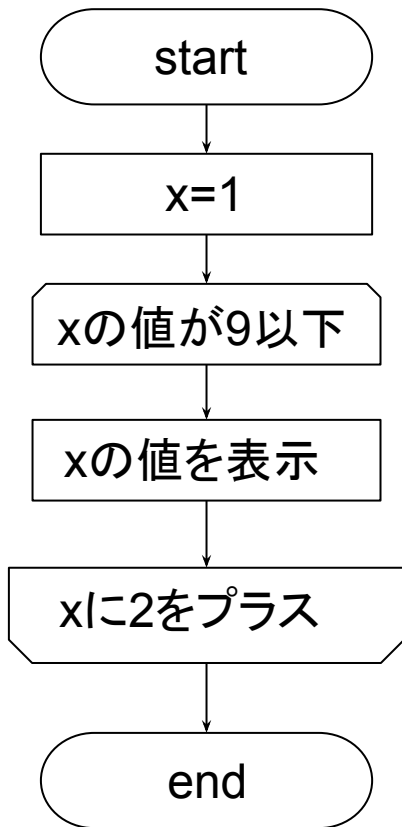 start
x=1
xの値が9以下
xの値を表示
xに2をプラス
end